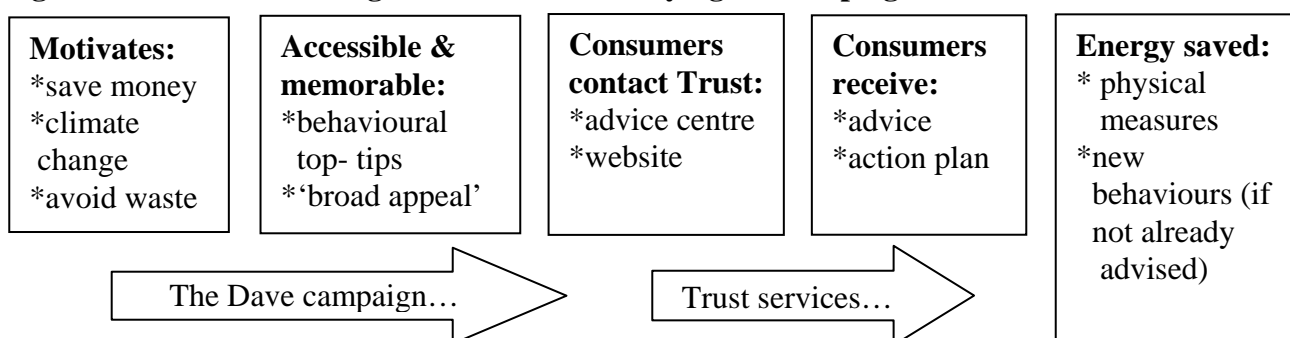 Motivates:
*save money
*climate
change
*avoid waste
Accessible &
memorable:
*behavioural
top- tips
*‘broad appeal’
Consumers
contact Trust:
*advice centre
*website
Consumers
receive:
*advice
*action plan
Energy saved:
* physical
measures
*new
behaviours (if
not already
advised)
The Dave campaign…
Trust services…